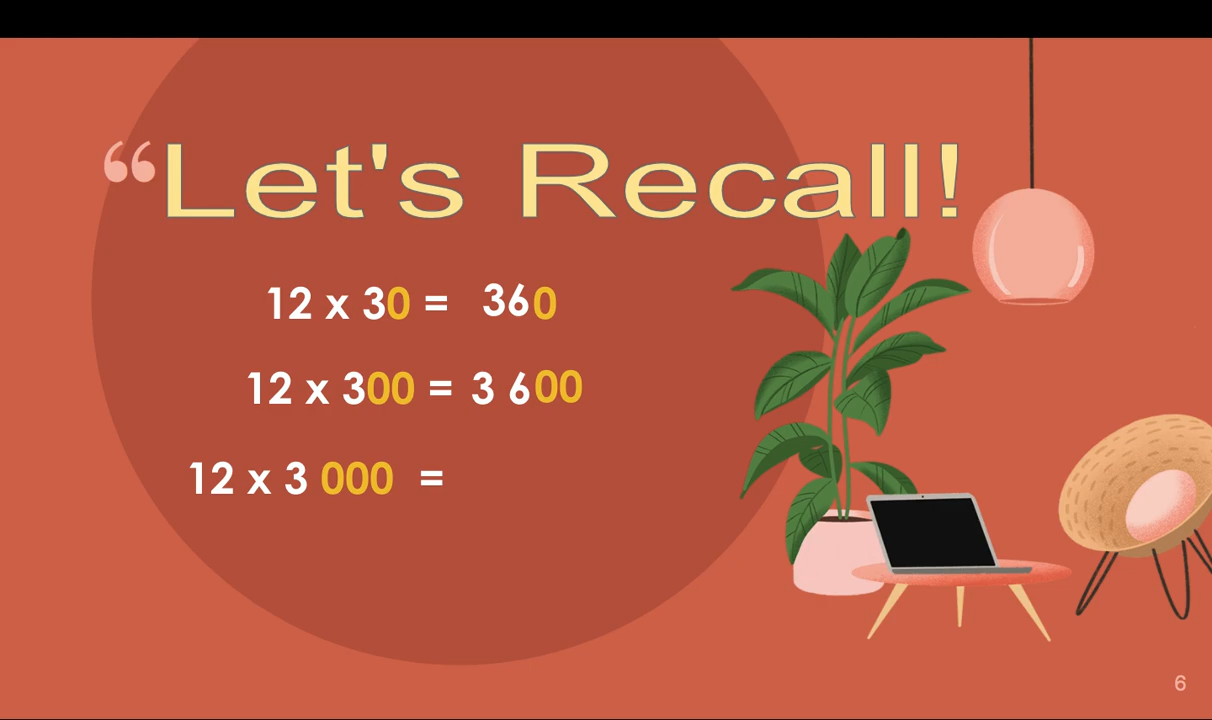 “Let's Recall!
12 x 30 = 360
12 x 300 = 3 600
12 x 3 000 =
6